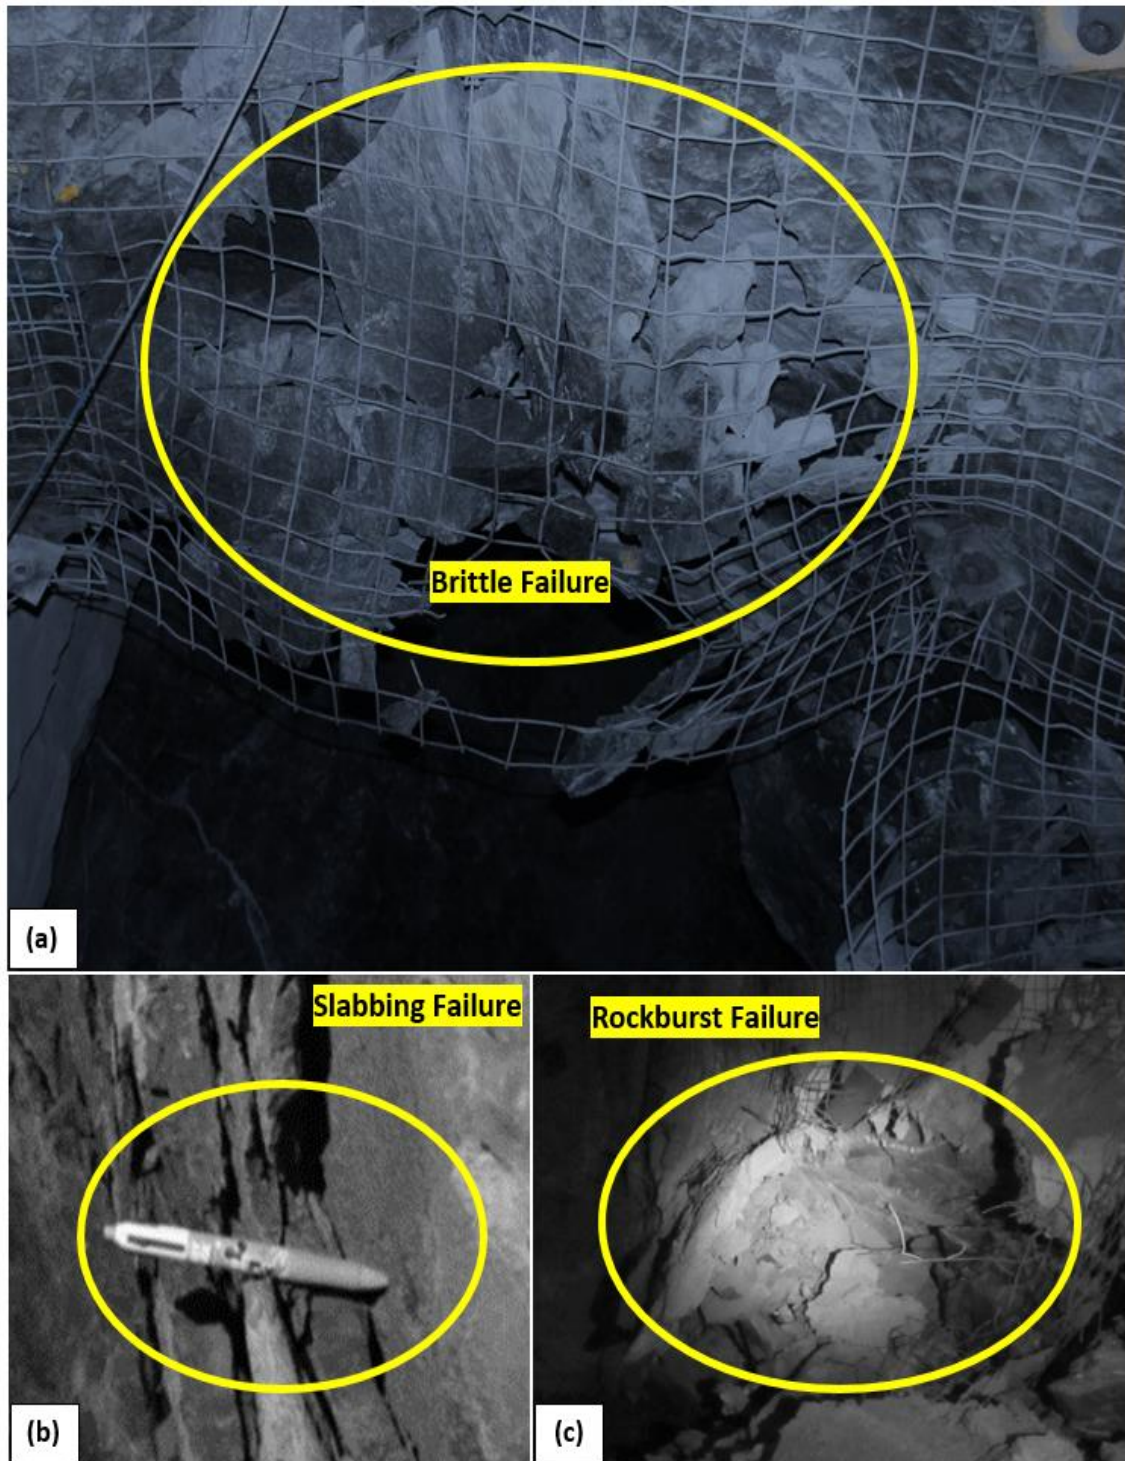 Brittle Failure
(a)
Slabbing Failure
Rockburst Failure
(b)
(c)